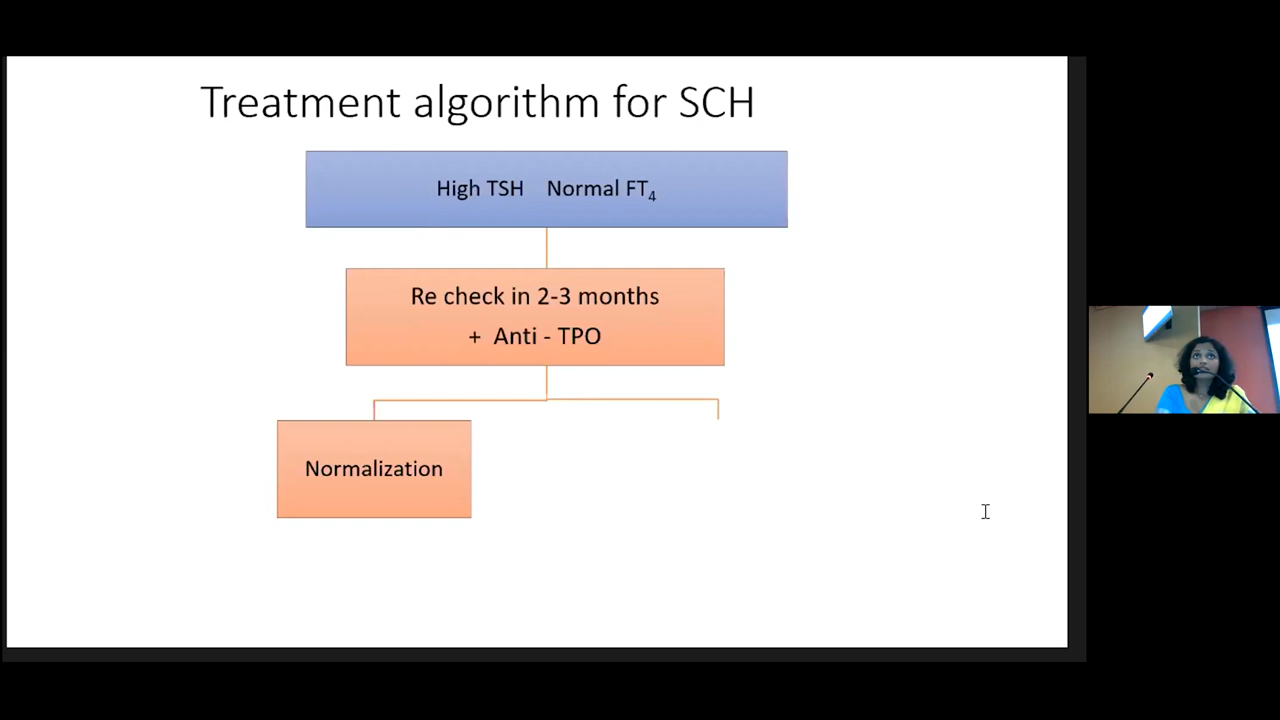 Treatment algorithm for SCH
High TSH Normal FT4
Re check in 2-3 months
+ Anti - TPO
Normalization